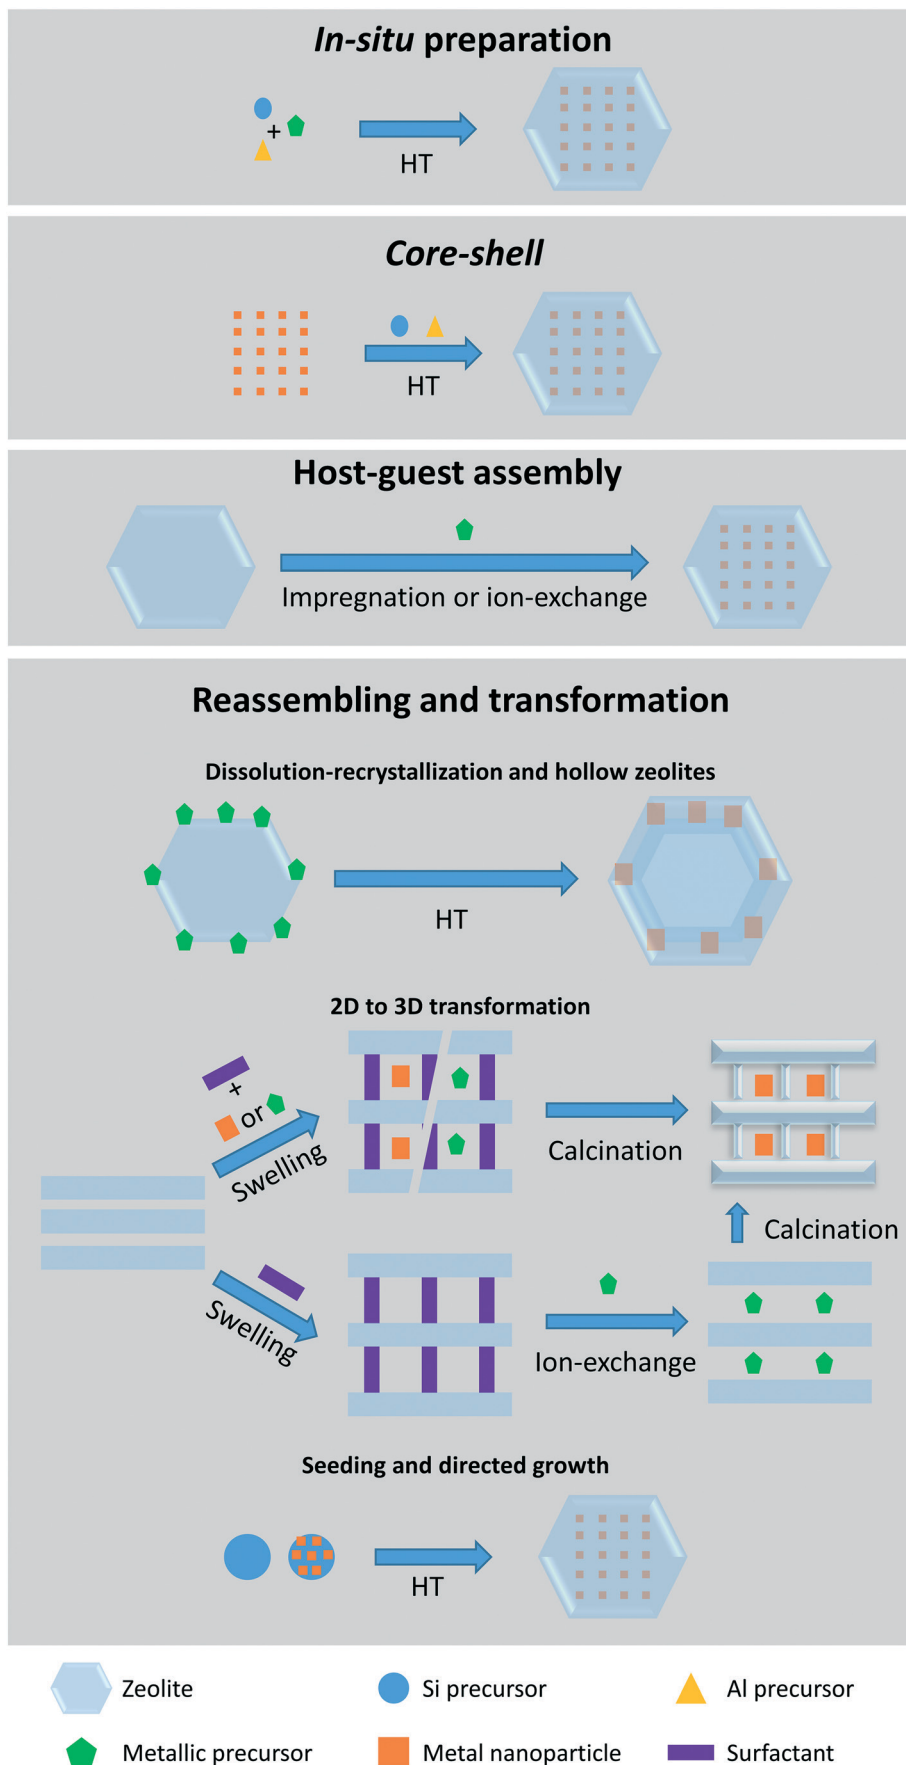 In-situ preparation
+
HT
Core-shell
HT
Host-guest assembly
Impregnation or ion-exchange
Reassembling and transformation
Dissolution-recrystallization and hollow zeolites
HT
2D to 3D transformation
+
or
Swelling
Calcination
Calcination
Swelling
Ion-exchange
Seeding and directed growth
HT
Zeolite
Si precursor
Al precursor
Metallic precursor
Metal nanoparticle
Surfactant